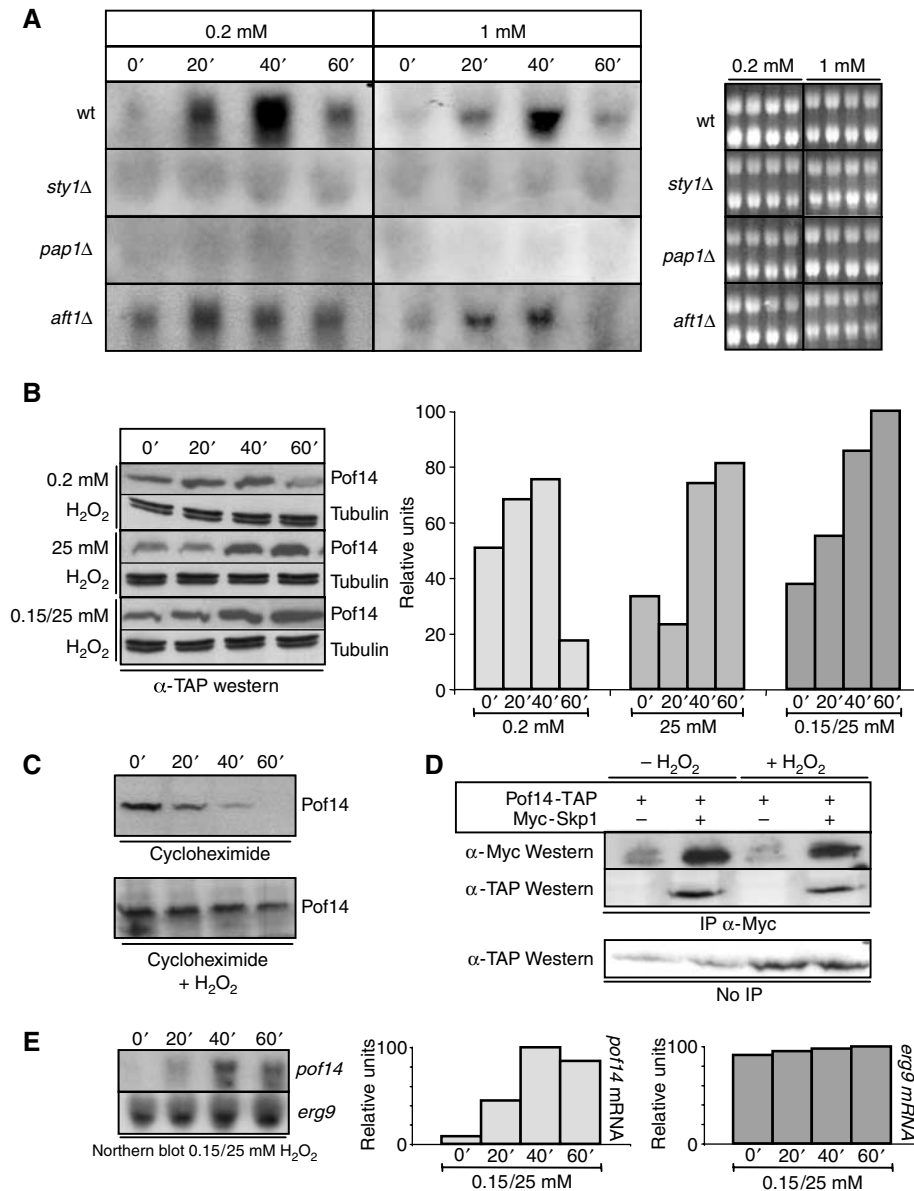 A
0.2 mM 1 mM
0′ 20′ 40′ 60′ 0′ 20′ 40′ 60′
wt
sty1Δ
pap1Δ
aft1Δ
0.2 mM 1 mM
wt
sty1Δ
pap1Δ
aft1Δ
B
0′ 20′ 40′ 60′
0.2 mM Pof14
H₂O₂ Tubulin
25 mM Pof14
H₂O₂ Tubulin
0.15/25 mM Pof14
H₂O₂ Tubulin
α-TAP western
Relative units
100
80
60
40
20
0
0′ 20′ 40′ 60′ 0′ 20′ 40′ 60′ 0′ 20′ 40′ 60′
0.2 mM 25 mM 0.15/25 mM
C
0′ 20′ 40′ 60′
Pof14
Cycloheximide
Pof14
Cycloheximide
+ H₂O₂
D
– H₂O₂ + H₂O₂
Pof14-TAP + + + +
Myc-Skp1 – + – +
α-Myc Western
α-TAP Western
IP α-Myc
α-TAP Western
No IP
E
0′ 20′ 40′ 60′
pof14
erg9
Northern blot 0.15/25 mM H₂O₂
Relative units
100
0
0′ 20′ 40′ 60′
0.15/25 mM
pof14 mRNA
Relative units
100
0
0′ 20′ 40′ 60′
0.15/25 mM
erg9 mRNA